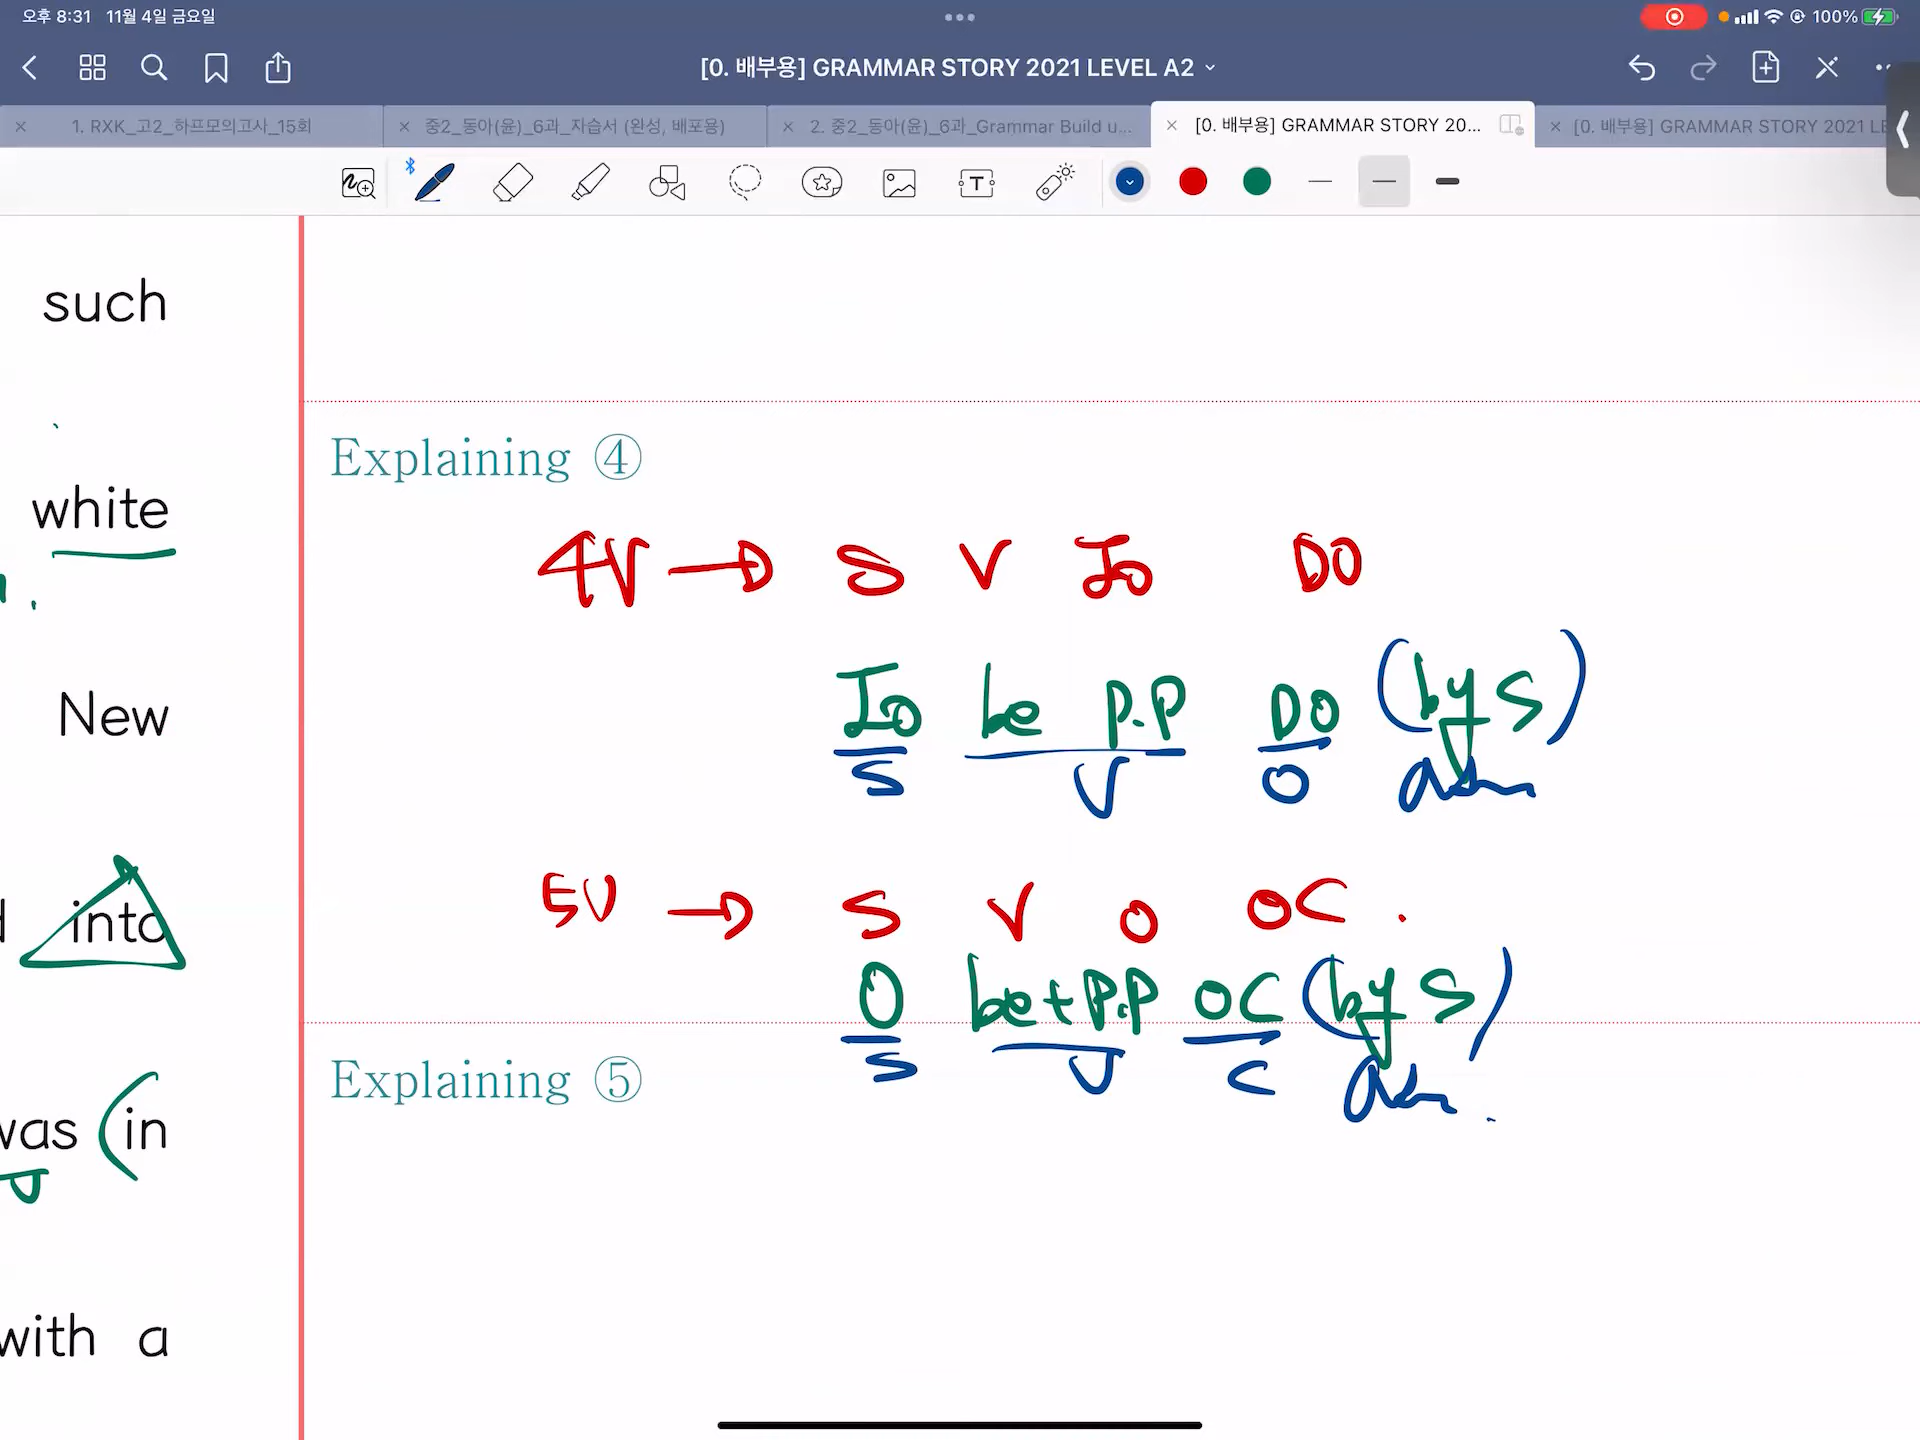 오후 8:31 11월 4일 금요일
100%
[0. 배부용] GRAMMAR STORY 2021 LEVEL A2
1. RXK_고2_하프모의고사_15회
중2_동아(윤)_6과_자습서 (완성, 배포용)
2. 중2_동아(윤)_6과_Grammar Build u...
[0. 배부용] GRAMMAR STORY 20...
[0. 배부용] GRAMMAR STORY 2021 LE
such
Explaining ④
white
4V → S V IO DO
IO be P.P DO (by S)
New
S V O
5V → S V O OC .
into
O be + P.P OC (by S)
S V C
Explaining ⑤
was (in
with a